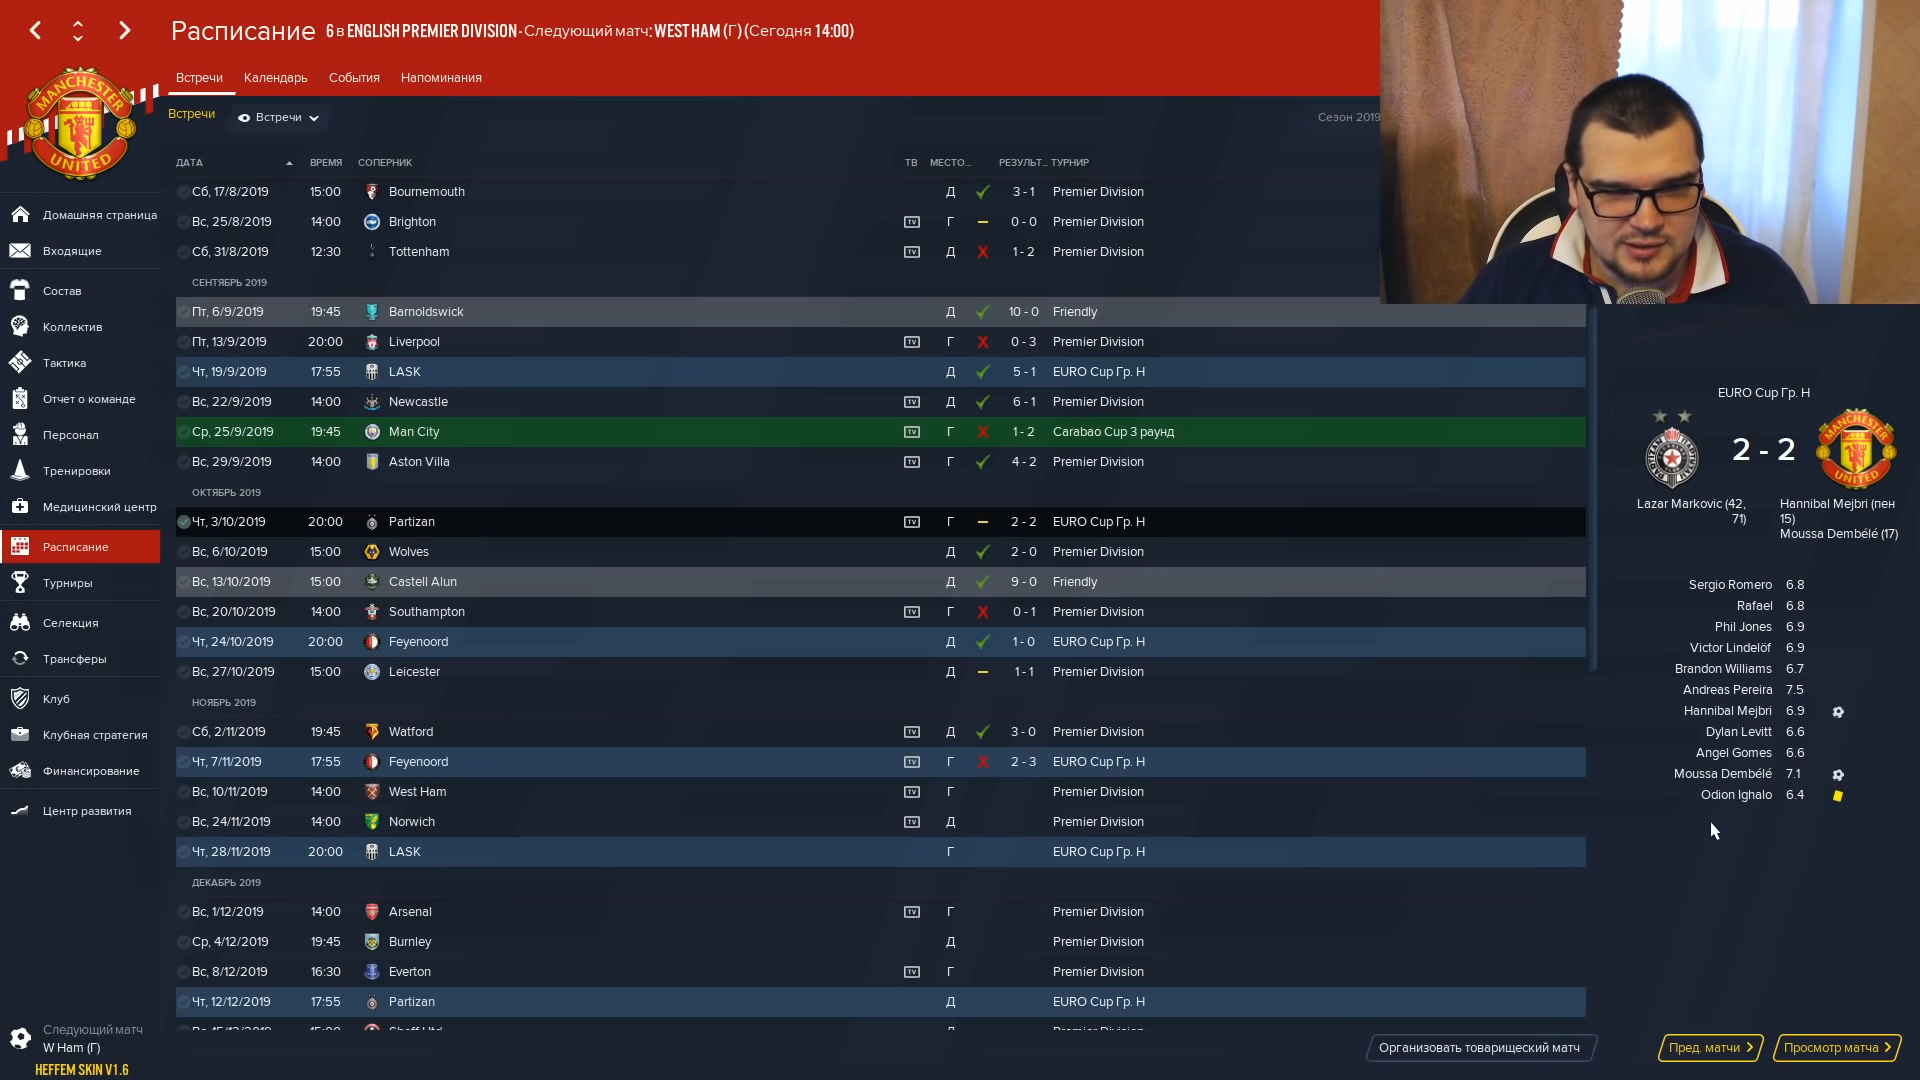 Расписание 6 в ENGLISH PREMIER DIVISION - Следующий матч: WEST HAM (Г) (Сегодня 14:00)
Встречи Календарь События Напоминания
MANCHESTER UNITED
Встречи Встречи Сезон 2019
Домашняя страница
Входящие
Состав
Коллектив
Тактика
Отчет о команде
Персонал
Тренировки
Медицинский центр
Расписание
Турниры
Селекция
Трансферы
Клуб
Клубная стратегия
Финансирование
Центр развития
Следующий матч
W Ham (Г)
HEFFEM SKIN V1.6
ДАТА ВРЕМЯ СОПЕРНИК ТВ МЕСТО... РЕЗУЛЬТ... ТУРНИР
Сб, 17/8/2019 15:00 Bournemouth Д 3 - 1 Premier Division
Вс, 25/8/2019 14:00 Brighton TV Г 0 - 0 Premier Division
Сб, 31/8/2019 12:30 Tottenham TV Д 1 - 2 Premier Division
СЕНТЯБРЬ 2019
Пт, 6/9/2019 19:45 Barnoldswick Д 10 - 0 Friendly
Пт, 13/9/2019 20:00 Liverpool TV Г 0 - 3 Premier Division
Чт, 19/9/2019 17:55 LASK Д 5 - 1 EURO Cup Гр. H
Вс, 22/9/2019 14:00 Newcastle TV Д 6 - 1 Premier Division
Ср, 25/9/2019 19:45 Man City TV Г 1 - 2 Carabao Cup 3 раунд
Вс, 29/9/2019 14:00 Aston Villa TV Г 4 - 2 Premier Division
ОКТЯБРЬ 2019
Чт, 3/10/2019 20:00 Partizan TV Г 2 - 2 EURO Cup Гр. H
Вс, 6/10/2019 15:00 Wolves Д 2 - 0 Premier Division
Вс, 13/10/2019 15:00 Castell Alun Д 9 - 0 Friendly
Вс, 20/10/2019 14:00 Southampton TV Г 0 - 1 Premier Division
Чт, 24/10/2019 20:00 Feyenoord Д 1 - 0 EURO Cup Гр. H
Вс, 27/10/2019 15:00 Leicester Д 1 - 1 Premier Division
НОЯБРЬ 2019
Сб, 2/11/2019 19:45 Watford TV Д 3 - 0 Premier Division
Чт, 7/11/2019 17:55 Feyenoord TV Г 2 - 3 EURO Cup Гр. H
Вс, 10/11/2019 14:00 West Ham TV Г Premier Division
Вс, 24/11/2019 14:00 Norwich TV Д Premier Division
Чт, 28/11/2019 20:00 LASK Г EURO Cup Гр. H
ДЕКАБРЬ 2019
Вс, 1/12/2019 14:00 Arsenal TV Г Premier Division
Ср, 4/12/2019 19:45 Burnley Д Premier Division
Вс, 8/12/2019 16:30 Everton TV Г Premier Division
Чт, 12/12/2019 17:55 Partizan Д EURO Cup Гр. H
EURO Cup Гр. H
2 - 2
MANCHESTER UNITED
Lazar Markovic (42, 71)
Hannibal Mejbri (пен 15)
Moussa Dembélé (17)
Sergio Romero 6.8
Rafael 6.8
Phil Jones 6.9
Victor Lindelöf 6.9
Brandon Williams 6.7
Andreas Pereira 7.5
Hannibal Mejbri 6.9
Dylan Levitt 6.6
Angel Gomes 6.6
Moussa Dembélé 7.1
Odion Ighalo 6.4
Организовать товарищеский матч Пред. матчи Просмотр матча